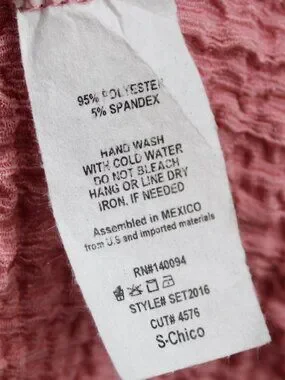 95% POLYESTER
5% SPANDEX
HAND WASH
WITH COLD WATER
DO NOT BLEACH
HANG OR LINE DRY
IRON. IF NEEDED
Assembled in MEXICO
from U.S and imported materials
RN#140094
STYLE# SET2016
CUT# 4576
S-Chico